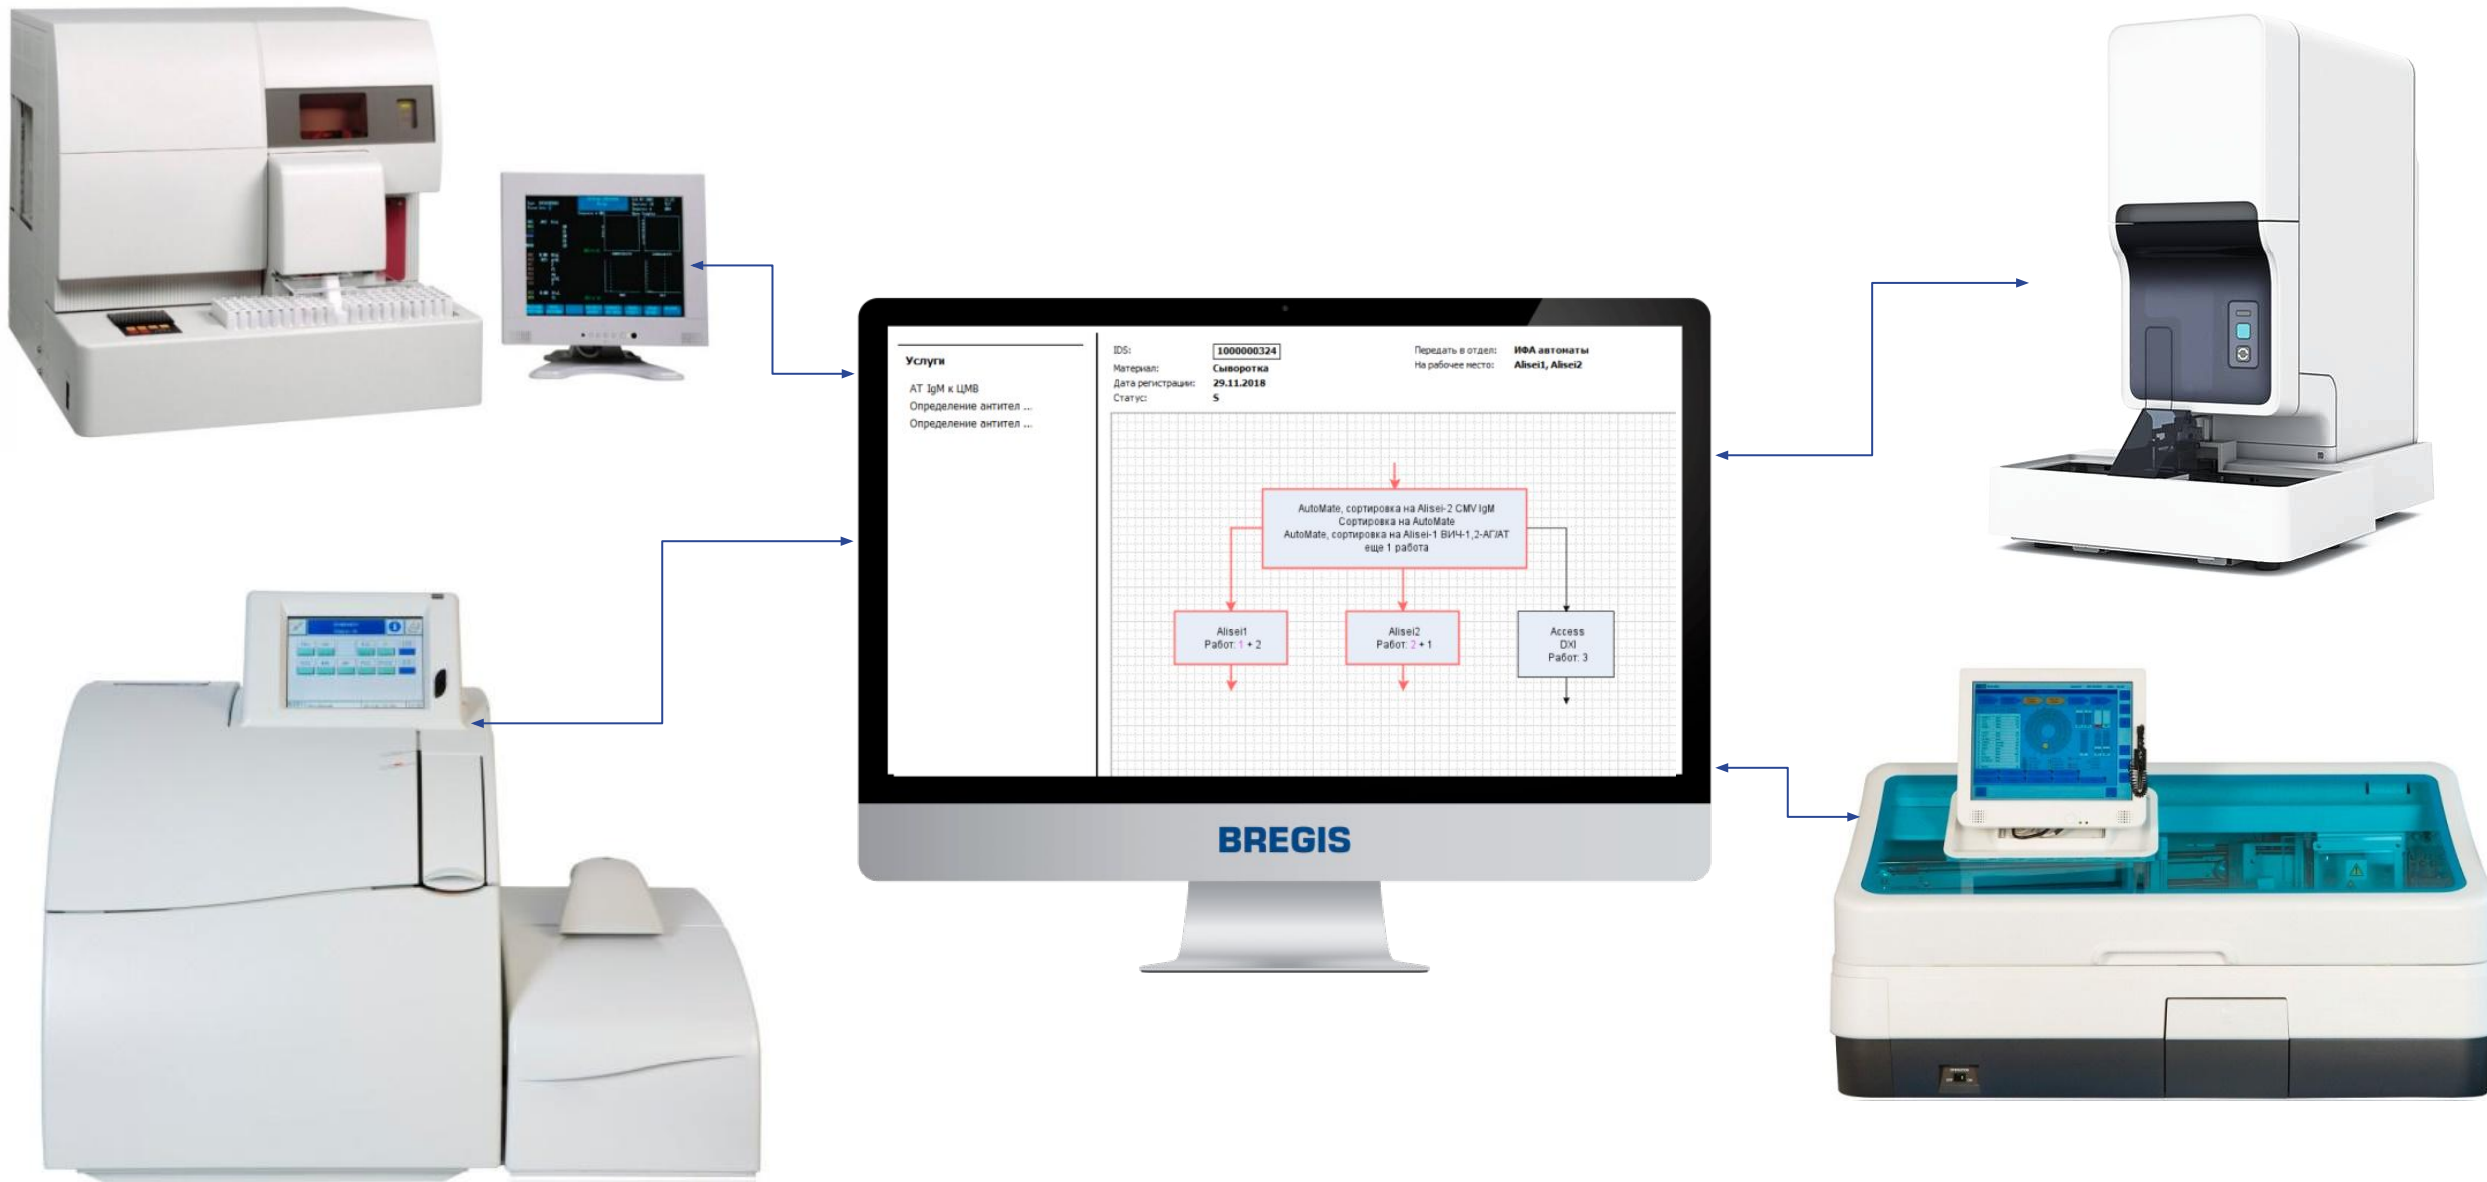 Услуги
АТ IgM к ЦМВ
Определение антител ...
Определение антител ...
IDS: 1000000324
Материал: Сыворотка
Дата регистрации: 29.11.2018
Статус: S
Передать в отдел: ИФА автоматы
На рабочее место: Alisei1, Alisei2
AutoMate, сортировка на Alisei-2 CMV IgM
Сортировка на AutoMate
AutoMate, сортировка на Alisei-1 ВИЧ-1,2-АГ/АТ
еще 1 работа
Alisei1
Работ: 1 + 2
Alisei2
Работ: 2 + 1
Access
DXI
Работ: 3
BREGIS